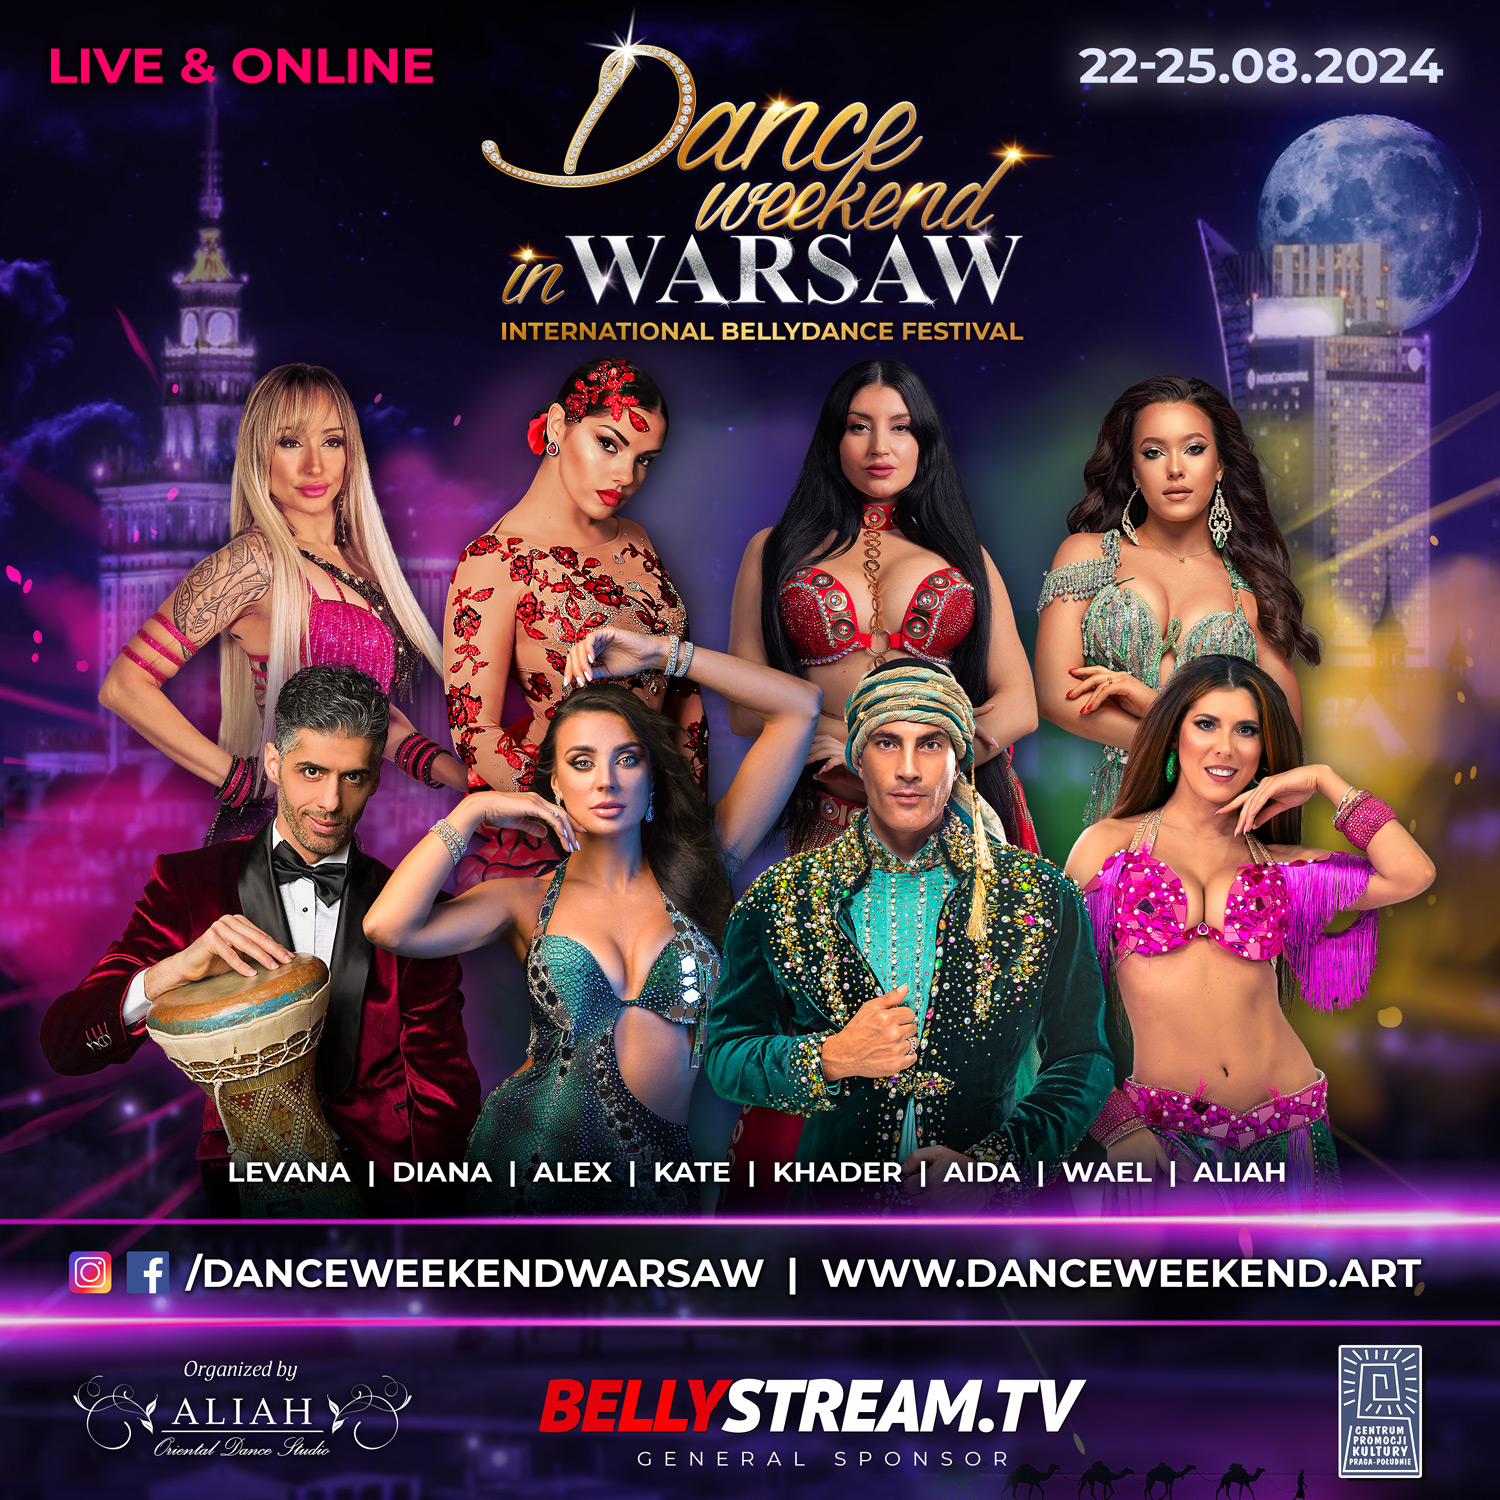 LIVE & ONLINE
22-25.08.2024
Dance
weekend
in WARSAW
INTERNATIONAL BELLYDANCE FESTIVAL
INTERCONTINENTAL
LEVANA | DIANA | ALEX | KATE | KHADER | AIDA | WAEL | ALIAH
/DANCEWEEKENDWARSAW | WWW.DANCEWEEKEND.ART
Organized by
ALIAH
Oriental Dance Studio
BELLYSTREAM.TV
GENERAL SPONSOR
CENTRUM
PROMOCJI
KULTURY
PRAGA-POŁUDNIE